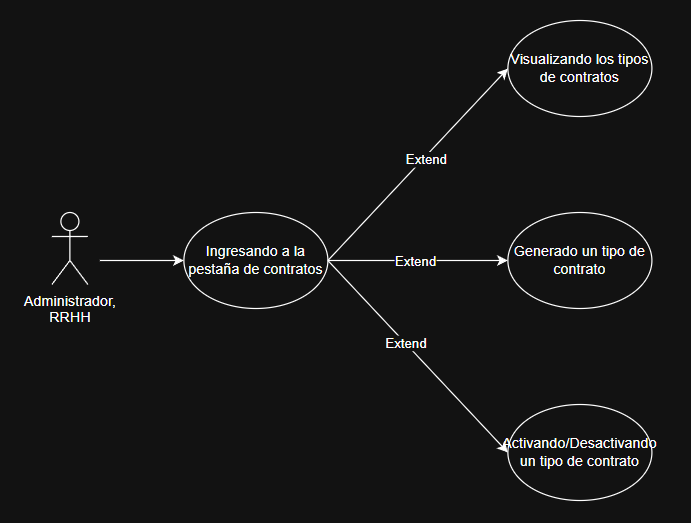 Visualizando los tipos
de contratos
Extend
Ingresando a la
pestaña de contratos
Extend
Generado un tipo de
contrato
Administrador,
RRHH
Extend
Activando/Desactivando
un tipo de contrato